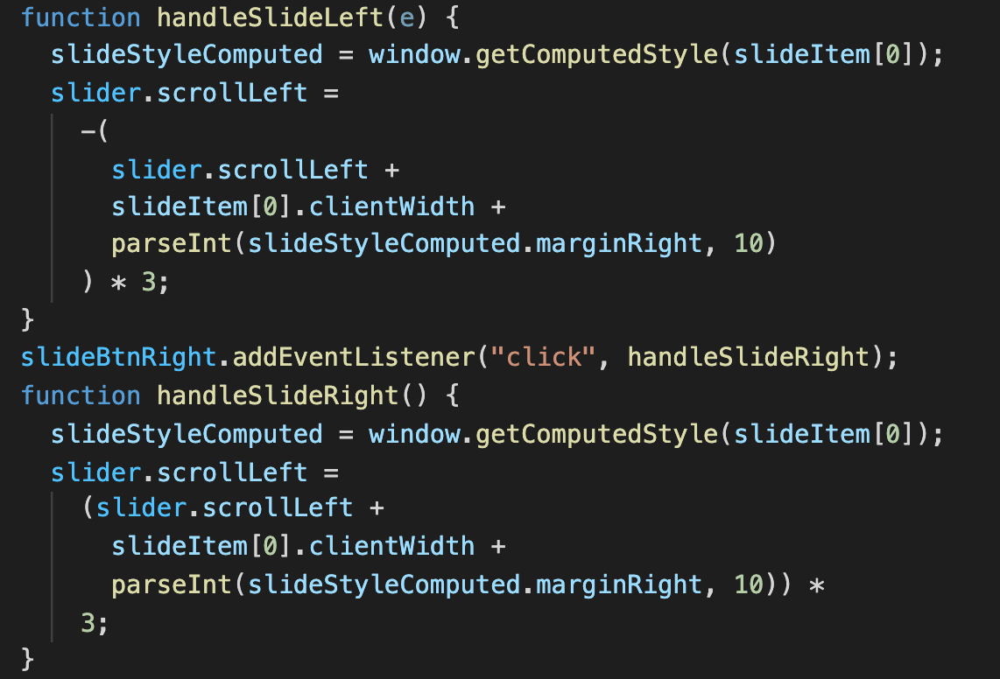 function handleSlideLeft(e) {
  slideStyleComputed = window.getComputedStyle(slideItem[0]);
  slider.scrollLeft =
    -(
      slider.scrollLeft +
      slideItem[0].clientWidth +
      parseInt(slideStyleComputed.marginRight, 10)
    ) * 3;
}
slideBtnRight.addEventListener("click", handleSlideRight);
function handleSlideRight() {
  slideStyleComputed = window.getComputedStyle(slideItem[0]);
  slider.scrollLeft =
    (slider.scrollLeft +
      slideItem[0].clientWidth +
      parseInt(slideStyleComputed.marginRight, 10)) *
    3;
}